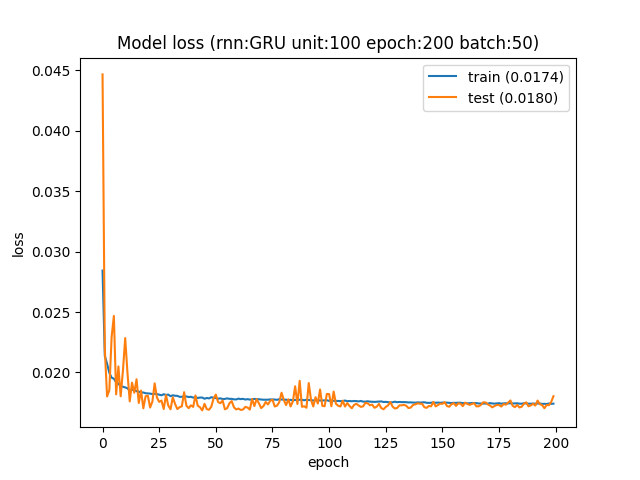 Model loss (rnn:GRU unit:100 epoch:200 batch:50)
train (0.0174)
test (0.0180)
loss
0.045
0.040
0.035
0.030
0.025
0.020
0 25 50 75 100 125 150 175 200
epoch